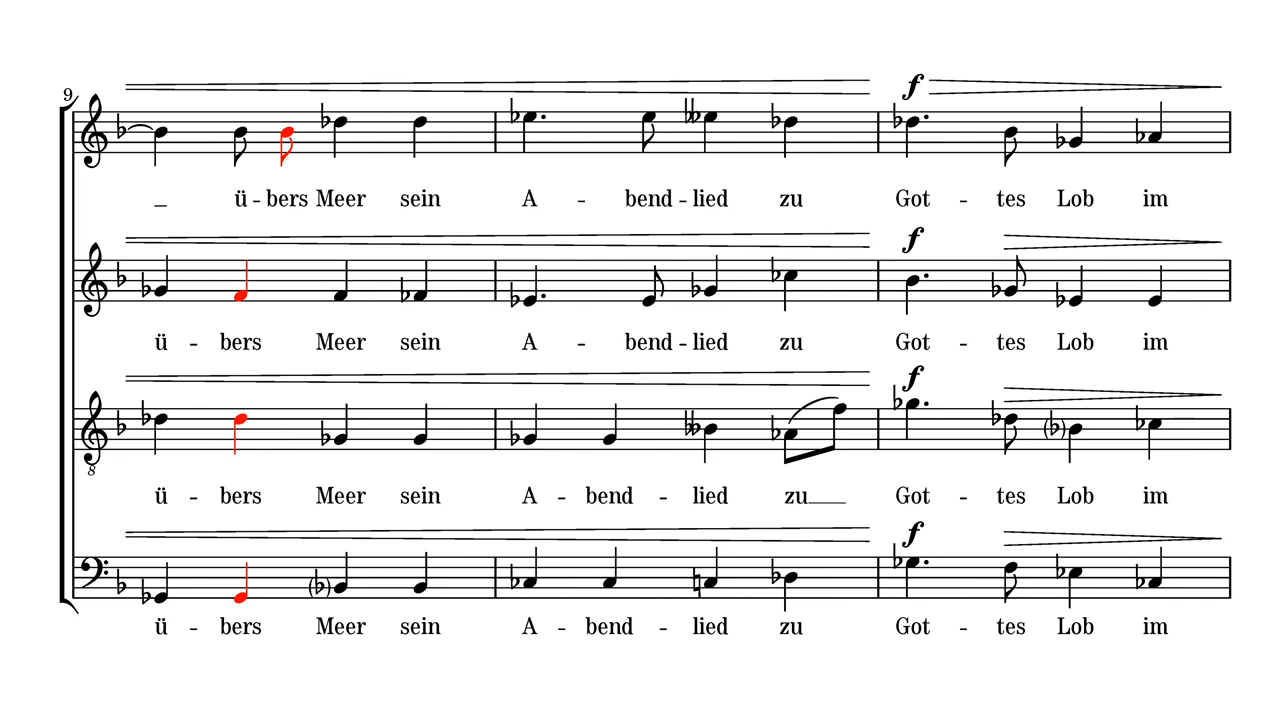 9
f
_ ü - bers Meer sein A - bend - lied zu Got - tes Lob im
f
ü - bers Meer sein A - bend - lied zu Got - tes Lob im
f
8
ü - bers Meer sein A - bend - lied zu__ Got - tes Lob im
f
ü - bers Meer sein A - bend - lied zu Got - tes Lob im